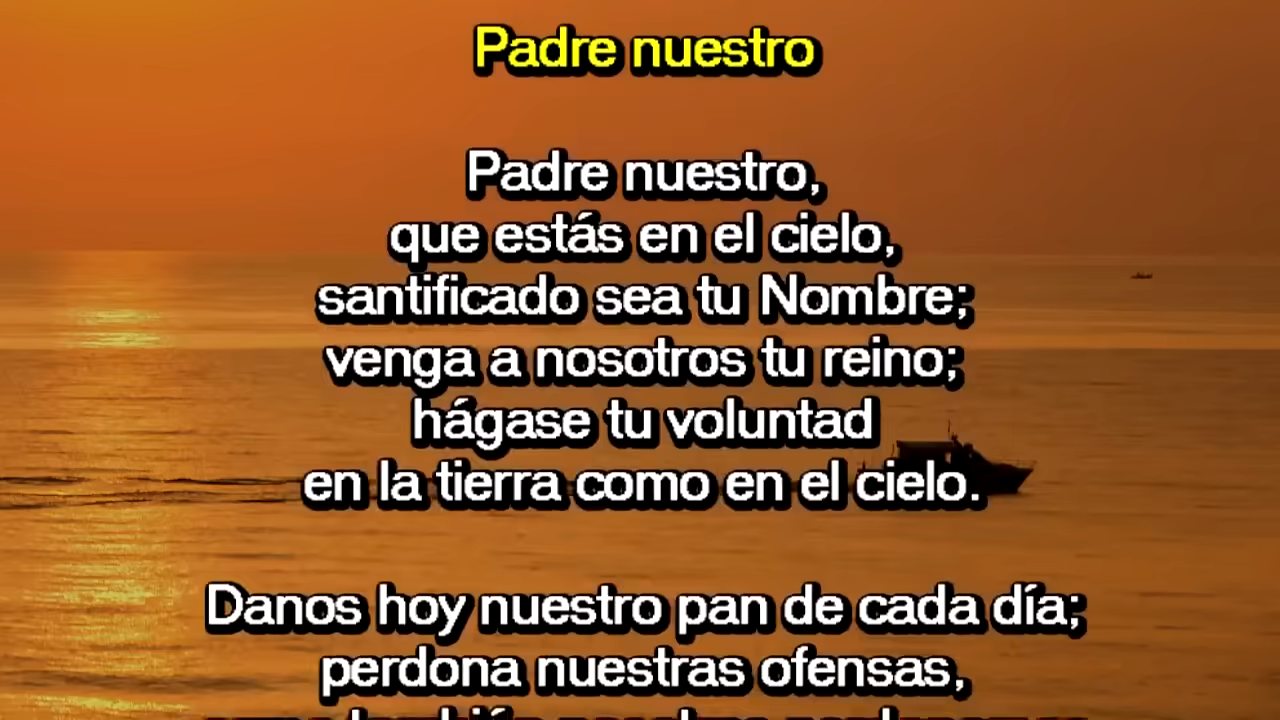 Padre nuestro
Padre nuestro,
que estás en el cielo,
santificado sea tu Nombre;
venga a nosotros tu reino;
hágase tu voluntad
en la tierra como en el cielo.
Danos hoy nuestro pan de cada día;
perdona nuestras ofensas,